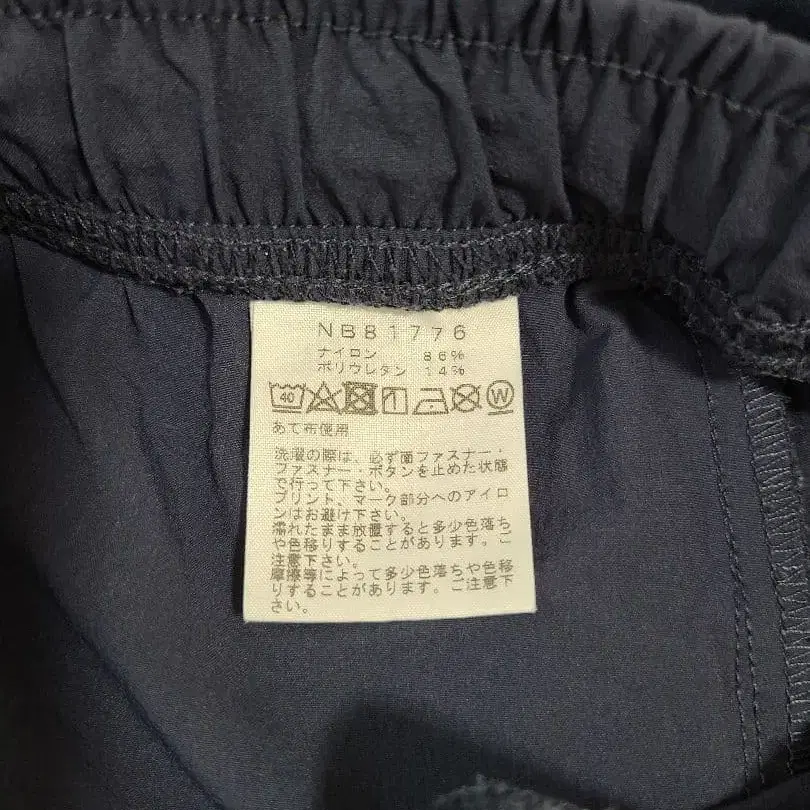 NB81776
ナイロン 86%
ポリウレタン 14%
40 W
あて布使用
洗濯の際は、必ず面ファスナー・
ファスナー・ボタンを止めた状態
で行って下さい。
プリント、マーク部分へのアイロ
ンはお避け下さい。
濡れたまま放置すると多少色落ち
や色移りすることがあります。ご
注意下さい。
摩擦等によって多少色落ちや色移
りすることがあります。ご注意下
さい。